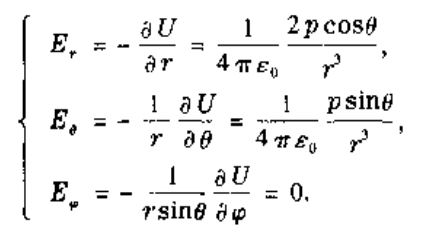 E_r = - ∂U/∂r = 1/(4πε₀) 2p cosθ/r³,
E_θ = - 1/r ∂U/∂θ = 1/(4πε₀) p sinθ/r³,
E_φ = - 1/(r sinθ) ∂U/∂φ = 0.